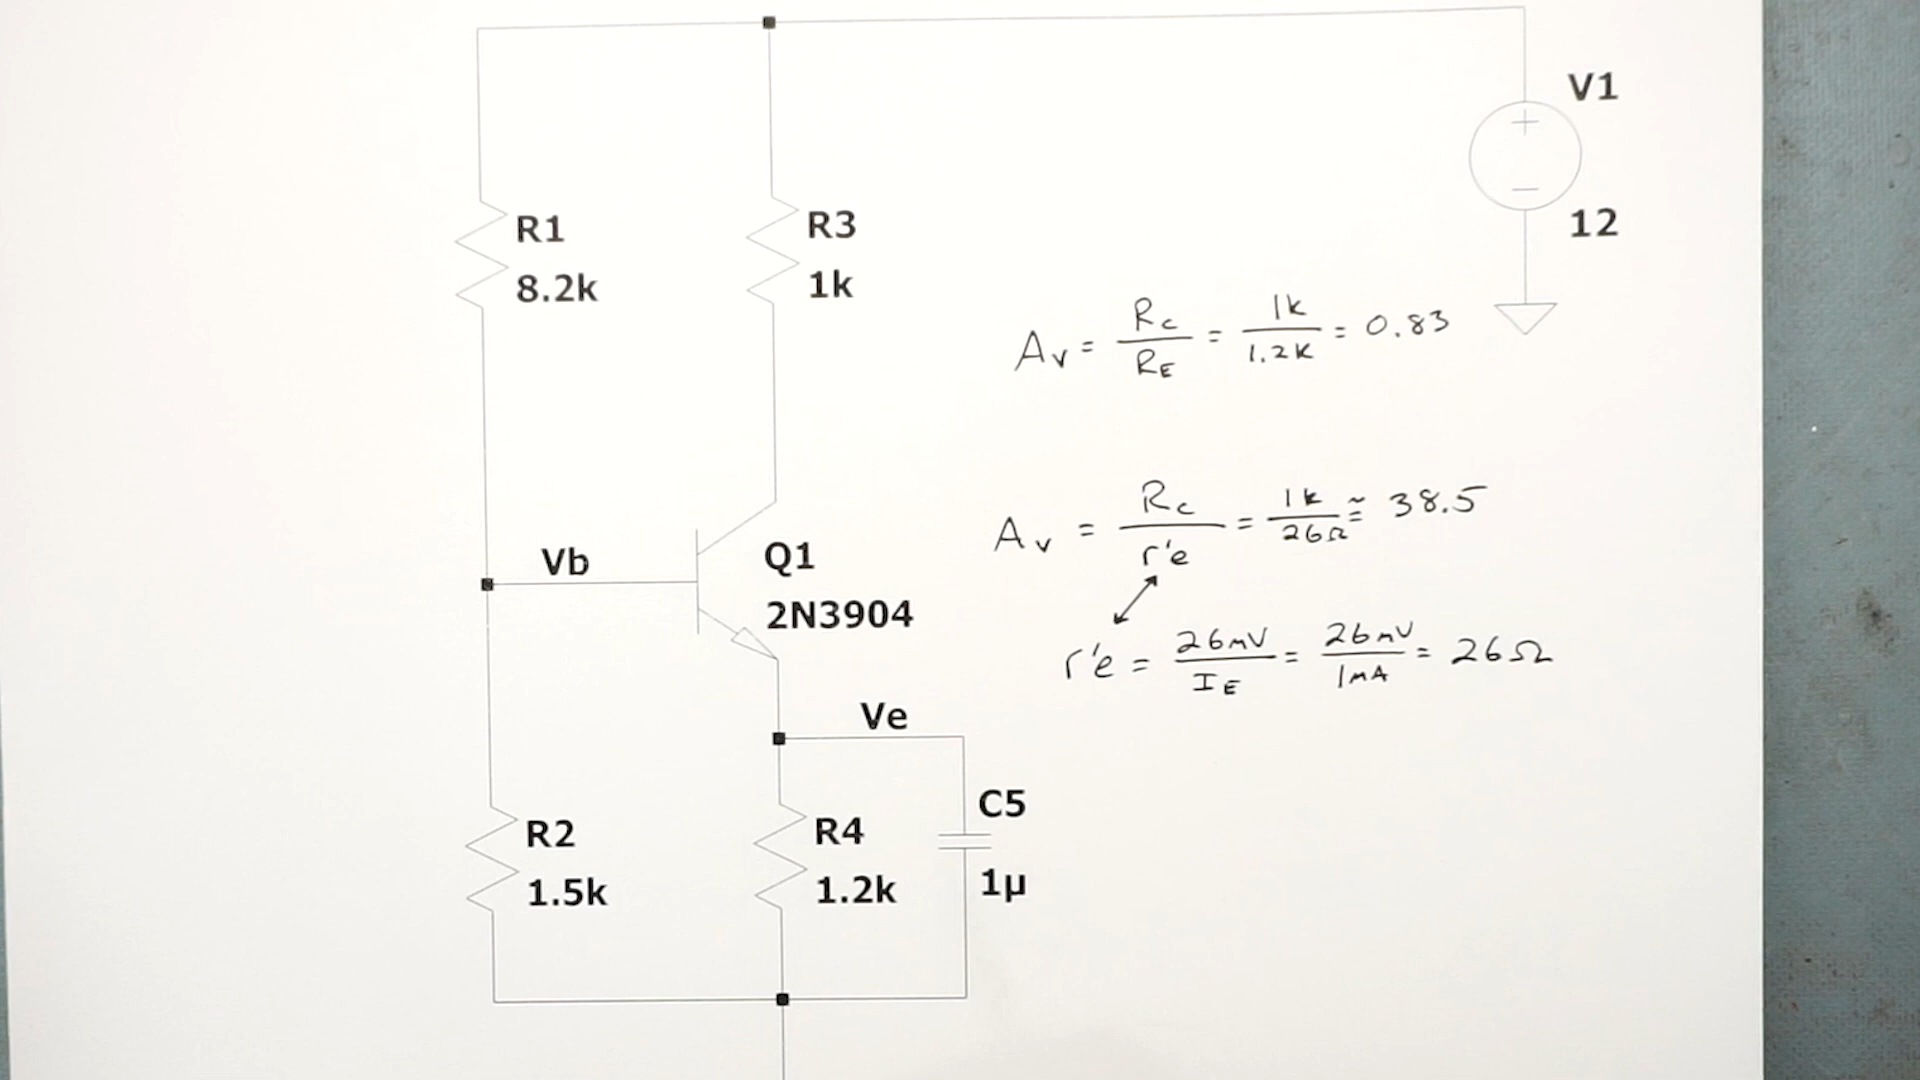 V1
12
R1
8.2k
R3
1k
Av = Rc / RE = 1k / 1.2K = 0.83
Av = Rc / r'e = 1k / 26Ω ≈ 38.5
r'e = 26mV / IE = 26mV / 1mA = 26Ω
Vb
Q1
2N3904
Ve
R2
1.5k
R4
1.2k
C5
1µ